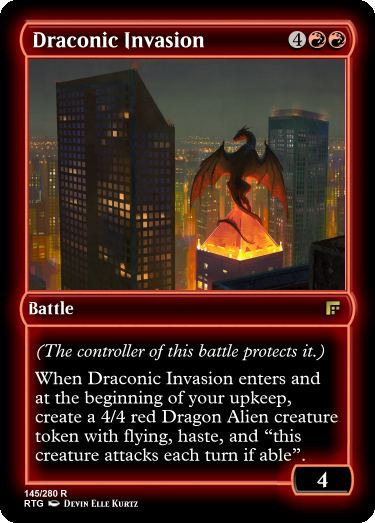 Draconic Invasion 4
Battle
(The controller of this battle protects it.)
When Draconic Invasion enters and
at the beginning of your upkeep,
create a 4/4 red Dragon Alien creature
token with flying, haste, and “this
creature attacks each turn if able”.
4
145/280 R
RTG DEVIN ELLE KURTZ